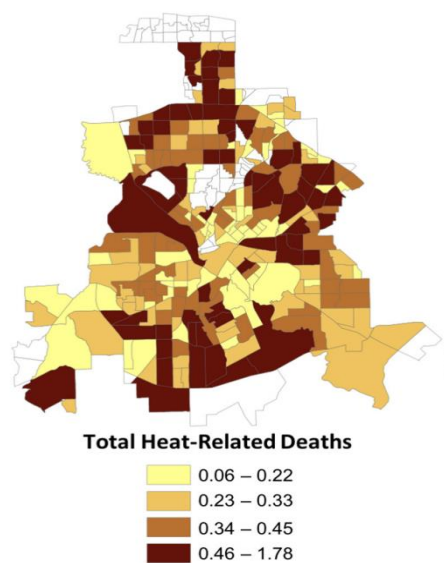 Total Heat-Related Deaths
0.06 – 0.22
0.23 – 0.33
0.34 – 0.45
0.46 – 1.78